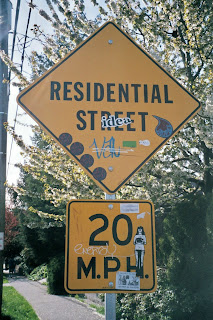 RESIDENTIAL
idea
STREET
20
M.P.H.